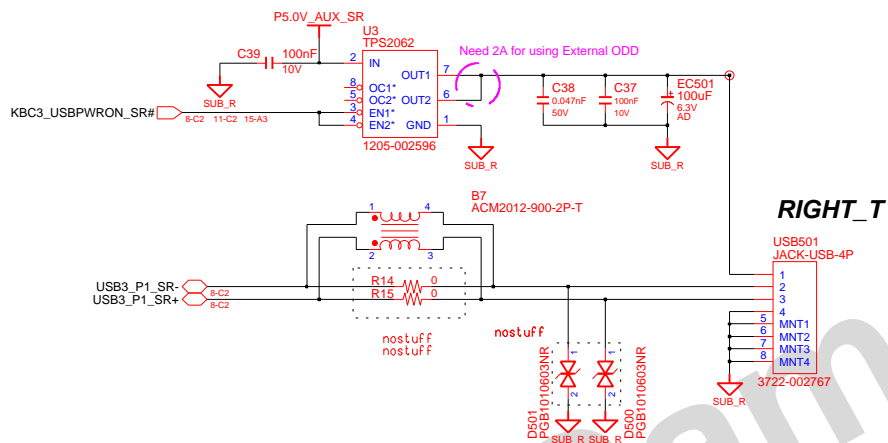 P5.0V_AUX_SR
U3
TPS2062
C39
100nF
10V
SUB_R
2
IN
8
OC1*
5
OC2*
3
EN1*
4
EN2*
OUT1
7
OUT2
6
GND
1
1205-002596
Need 2A for using External ODD
SUB_R
C38
0.047nF
50V
C37
100nF
10V
EC501
100uF
6.3V
AD
SUB_R
KBC3_USBPWRON_SR#
8-C2 11-C2 15-A3
B7
ACM2012-900-2P-T
1
4
2
3
RIGHT_T
USB501
JACK-USB-4P
1
2
3
4
5
MNT1
6
MNT2
7
MNT3
8
MNT4
3722-002767
SUB_R
USB3_P1_SR-
8-C2
USB3_P1_SR+
8-C2
R14
0
R15
0
nostuff
nostuff
nostuff
1
2
1
2
D501
PGB1010603NR
D500
PGB1010603NR
SUB_R
SUB_R